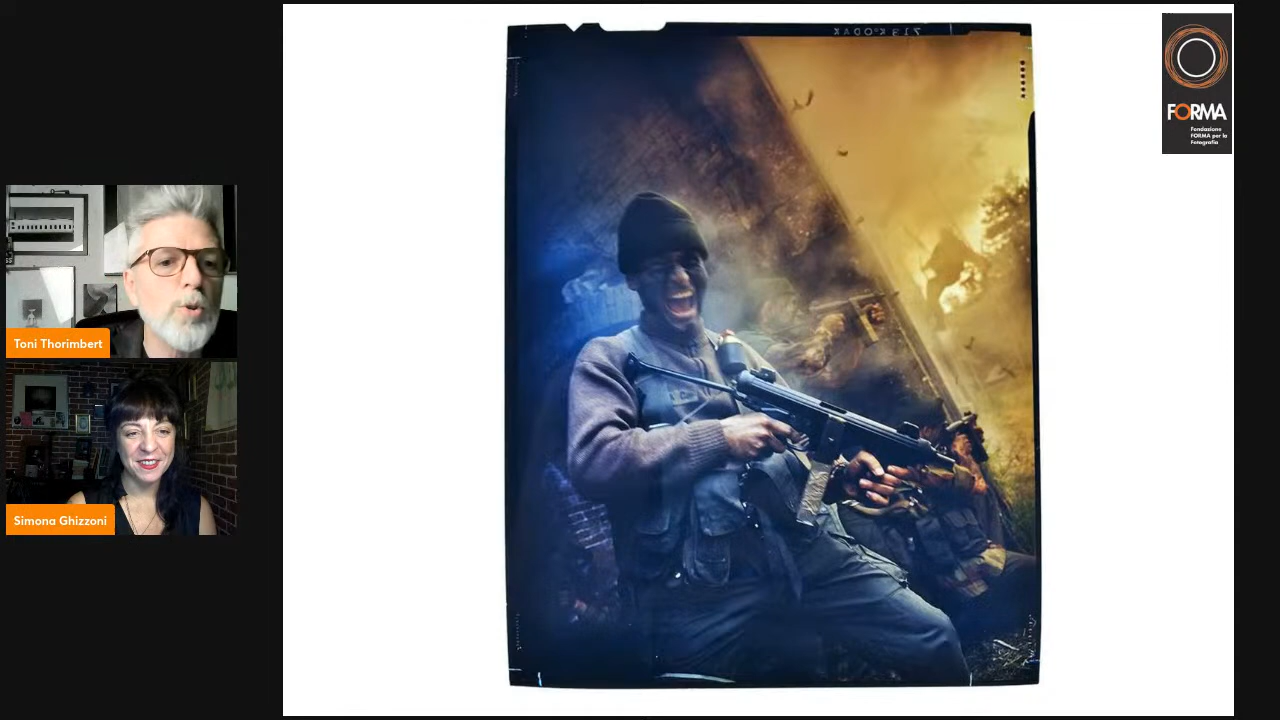 Toni Thorimbert
Simona Ghizzoni
FORMA
Fondazione
FORMA per la
Fotografia